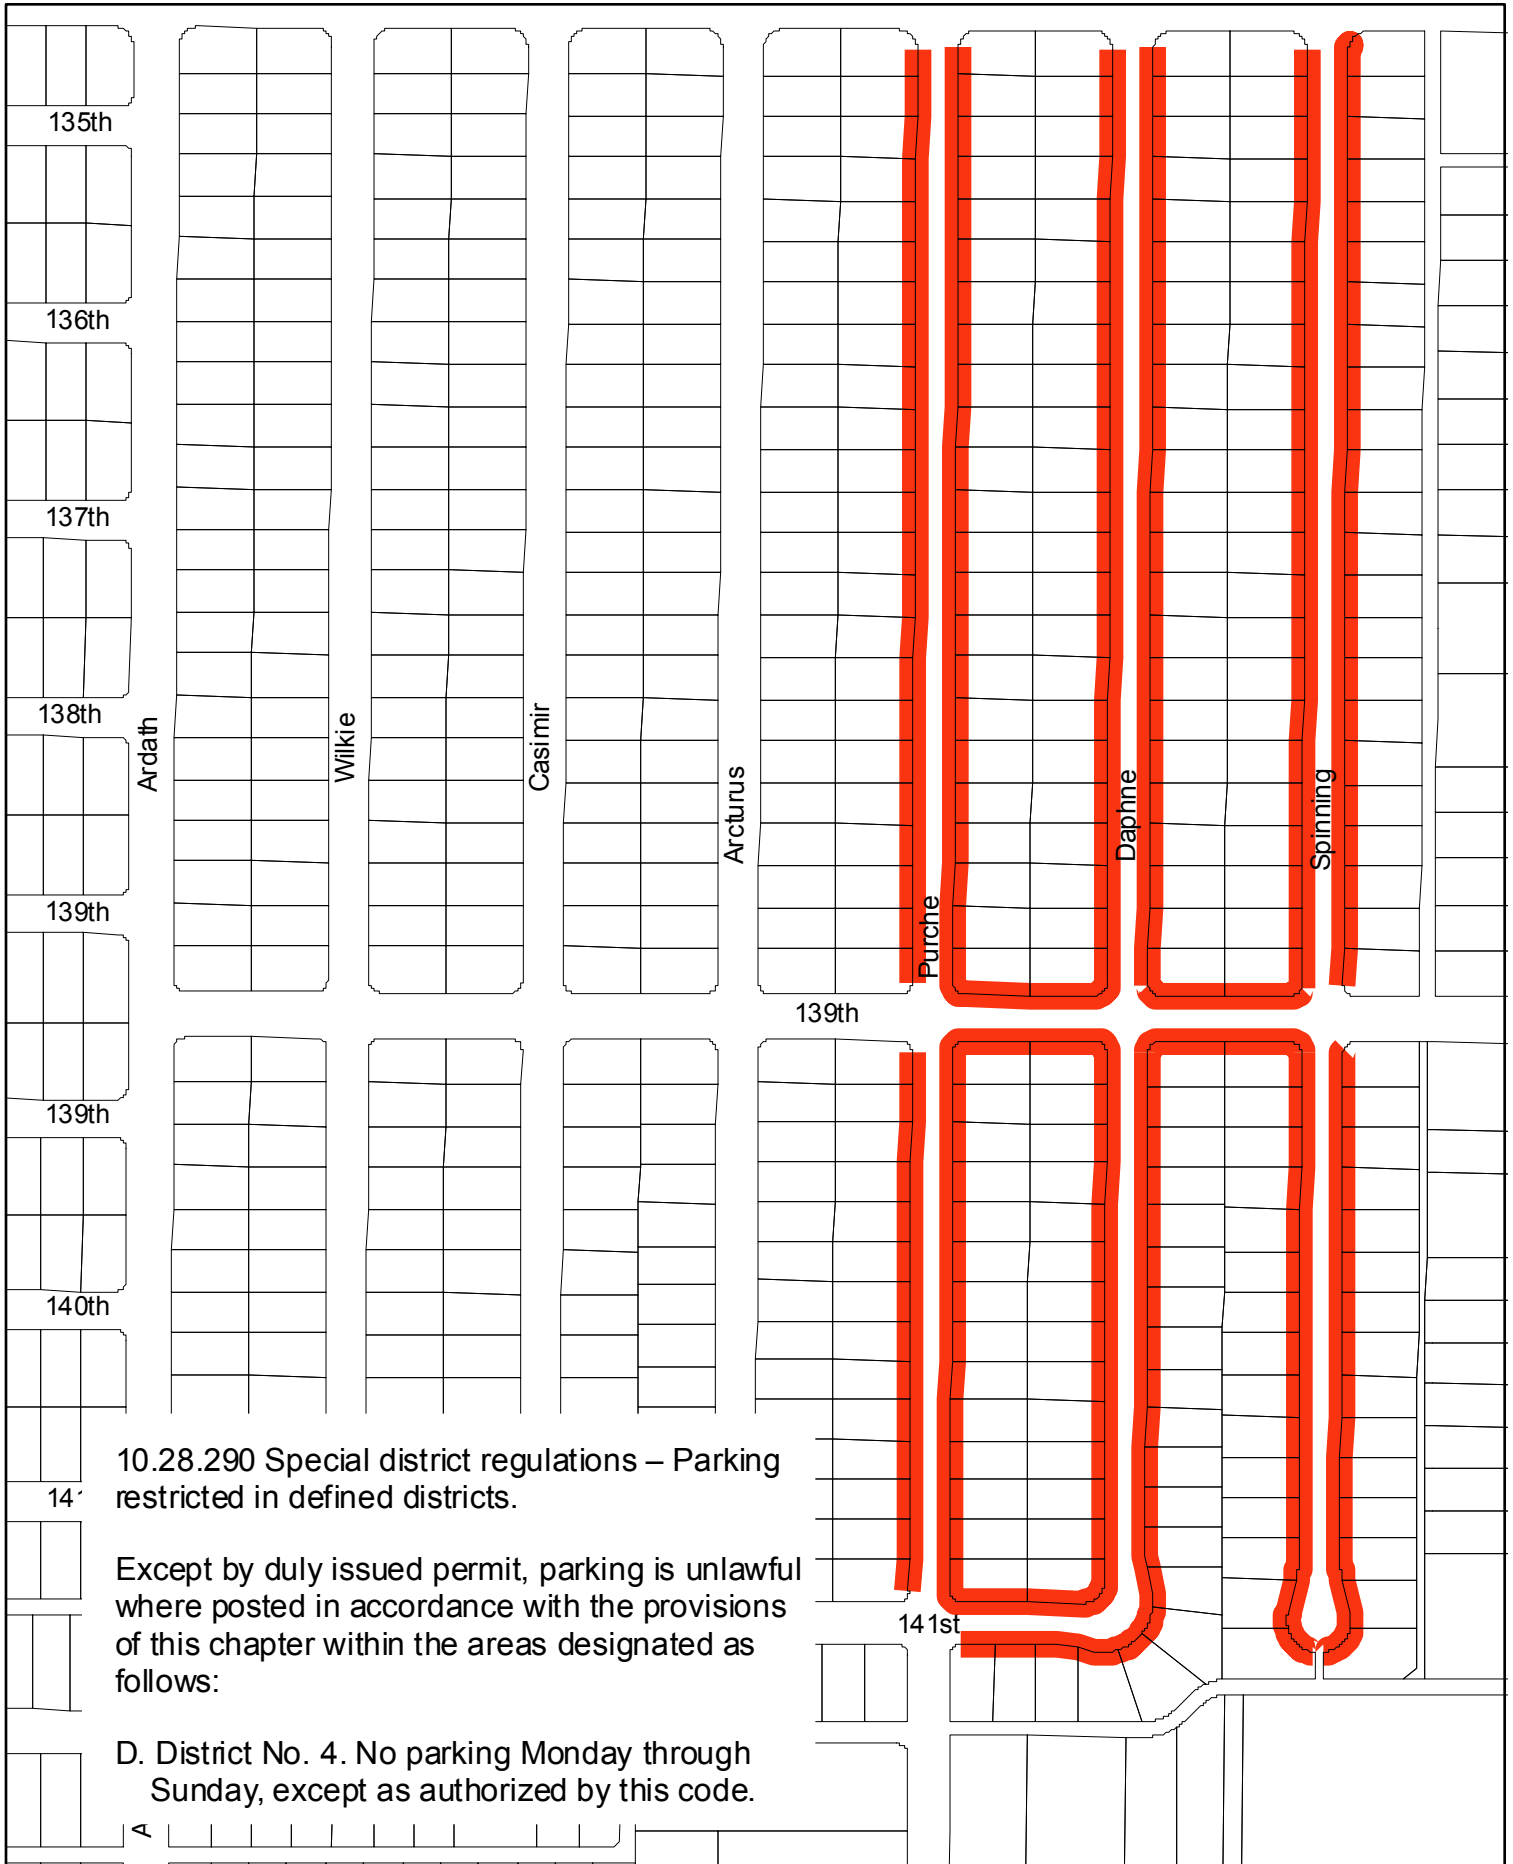 135th
136th
137th
138th
Ardath
Wilkie
Casimir
Arcturus
Daphne
Spinning
139th
Purche
139th
139th
140th
10.28.290 Special district regulations – Parking
restricted in defined districts.
141st
Except by duly issued permit, parking is unlawful
where posted in accordance with the provisions
of this chapter within the areas designated as
follows:
D. District No. 4. No parking Monday through
Sunday, except as authorized by this code.